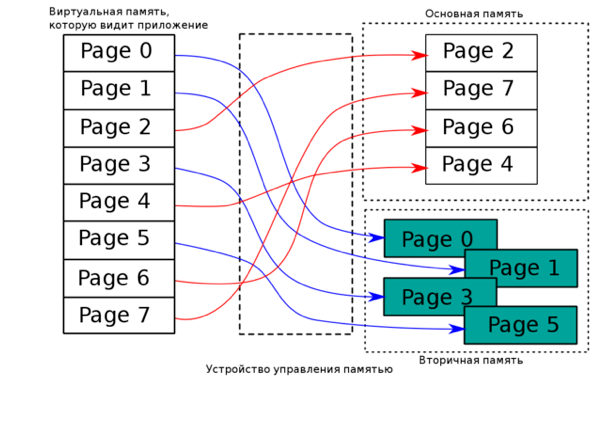 Виртуальная память,
которую видит приложение
Page 0
Page 1
Page 2
Page 3
Page 4
Page 5
Page 6
Page 7
Устройство управления памятью
Основная память
Page 2
Page 7
Page 6
Page 4
Page 0
Page 1
Page 3
Page 5
Вторичная память